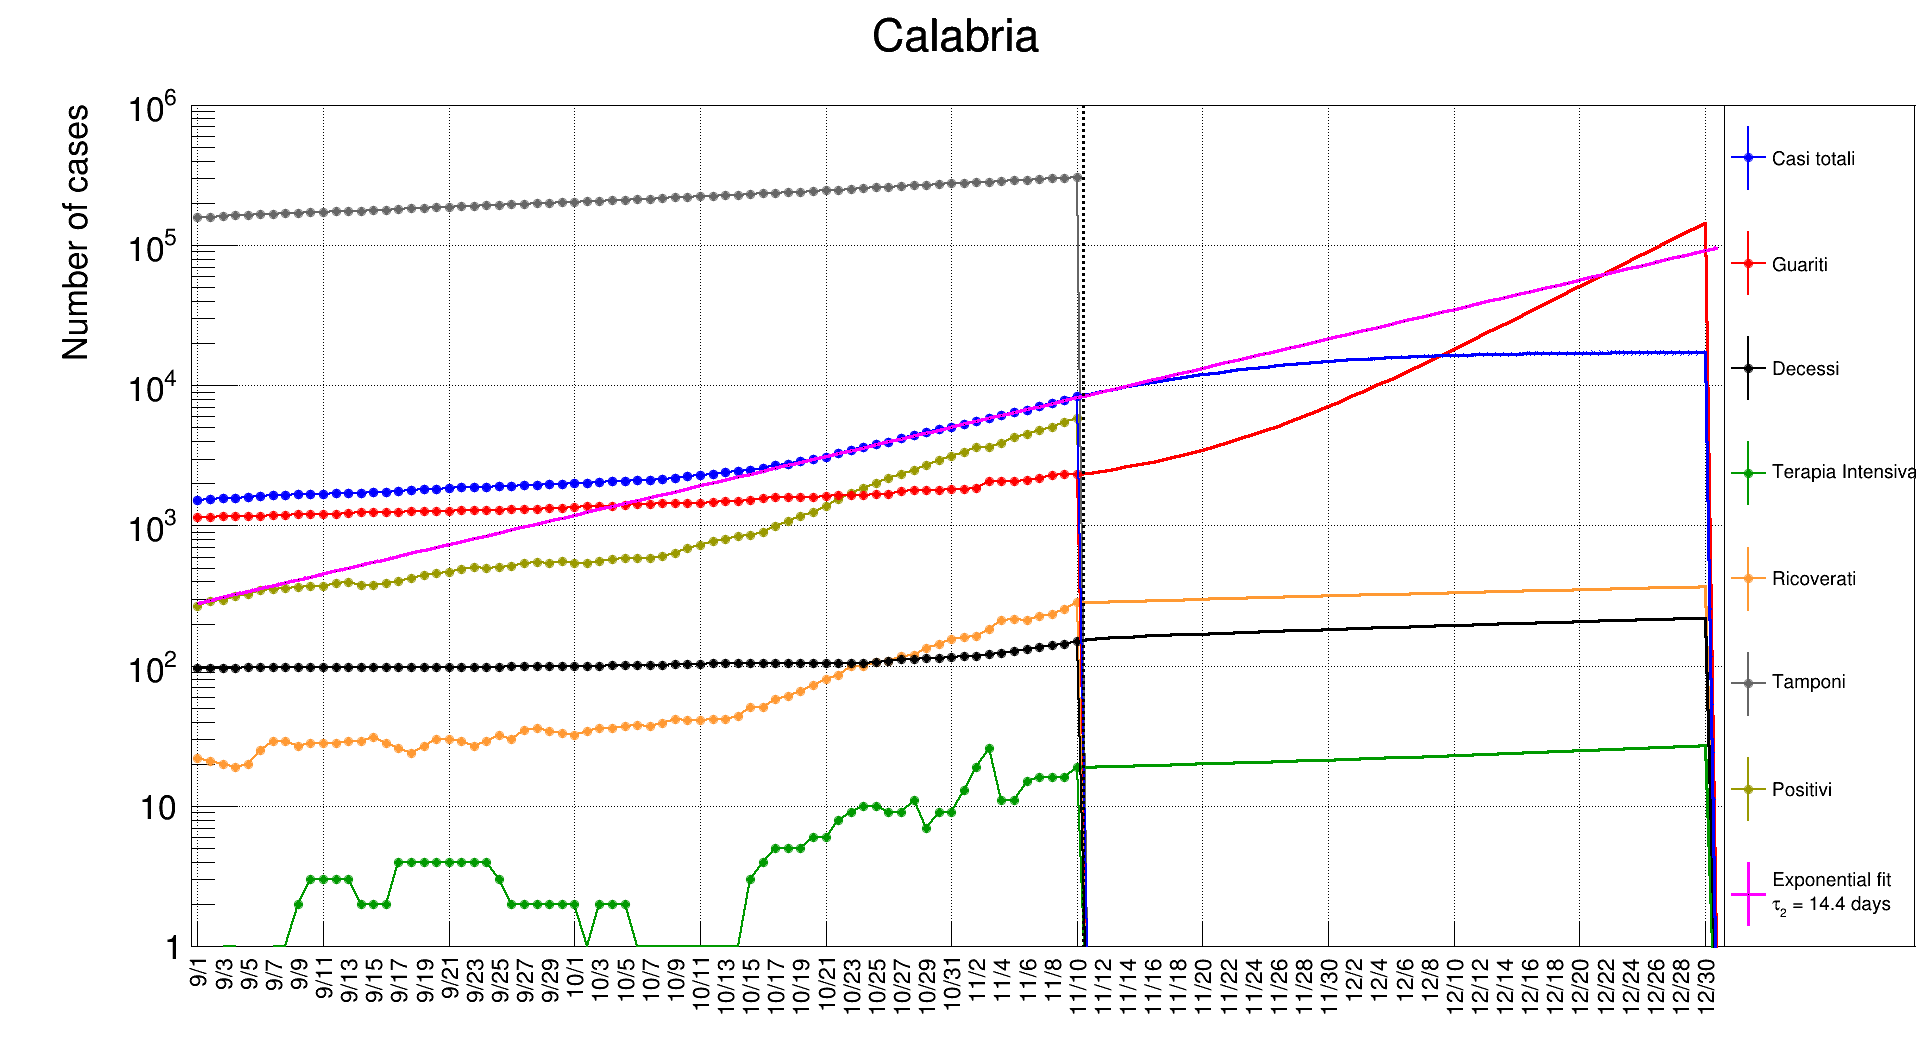 Calabria
Number of cases
10^6
10^5
10^4
10^3
10^2
10
1
9/1 9/3 9/5 9/7 9/9 9/11 9/13 9/15 9/17 9/19 9/21 9/23 9/25 9/27 9/29 10/1 10/3 10/5 10/7 10/9 10/11 10/13 10/15 10/17 10/19 10/21 10/23 10/25 10/27 10/29 10/31 11/2 11/4 11/6 11/8 11/10 11/12 11/14 11/16 11/18 11/20 11/22 11/24 11/26 11/28 11/30 12/2 12/4 12/6 12/8 12/10 12/12 12/14 12/16 12/18 12/20 12/22 12/24 12/26 12/28 12/30
Casi totali
Guariti
Decessi
Terapia Intensiva
Ricoverati
Tamponi
Positivi
Exponential fit
τ₂ = 14.4 days